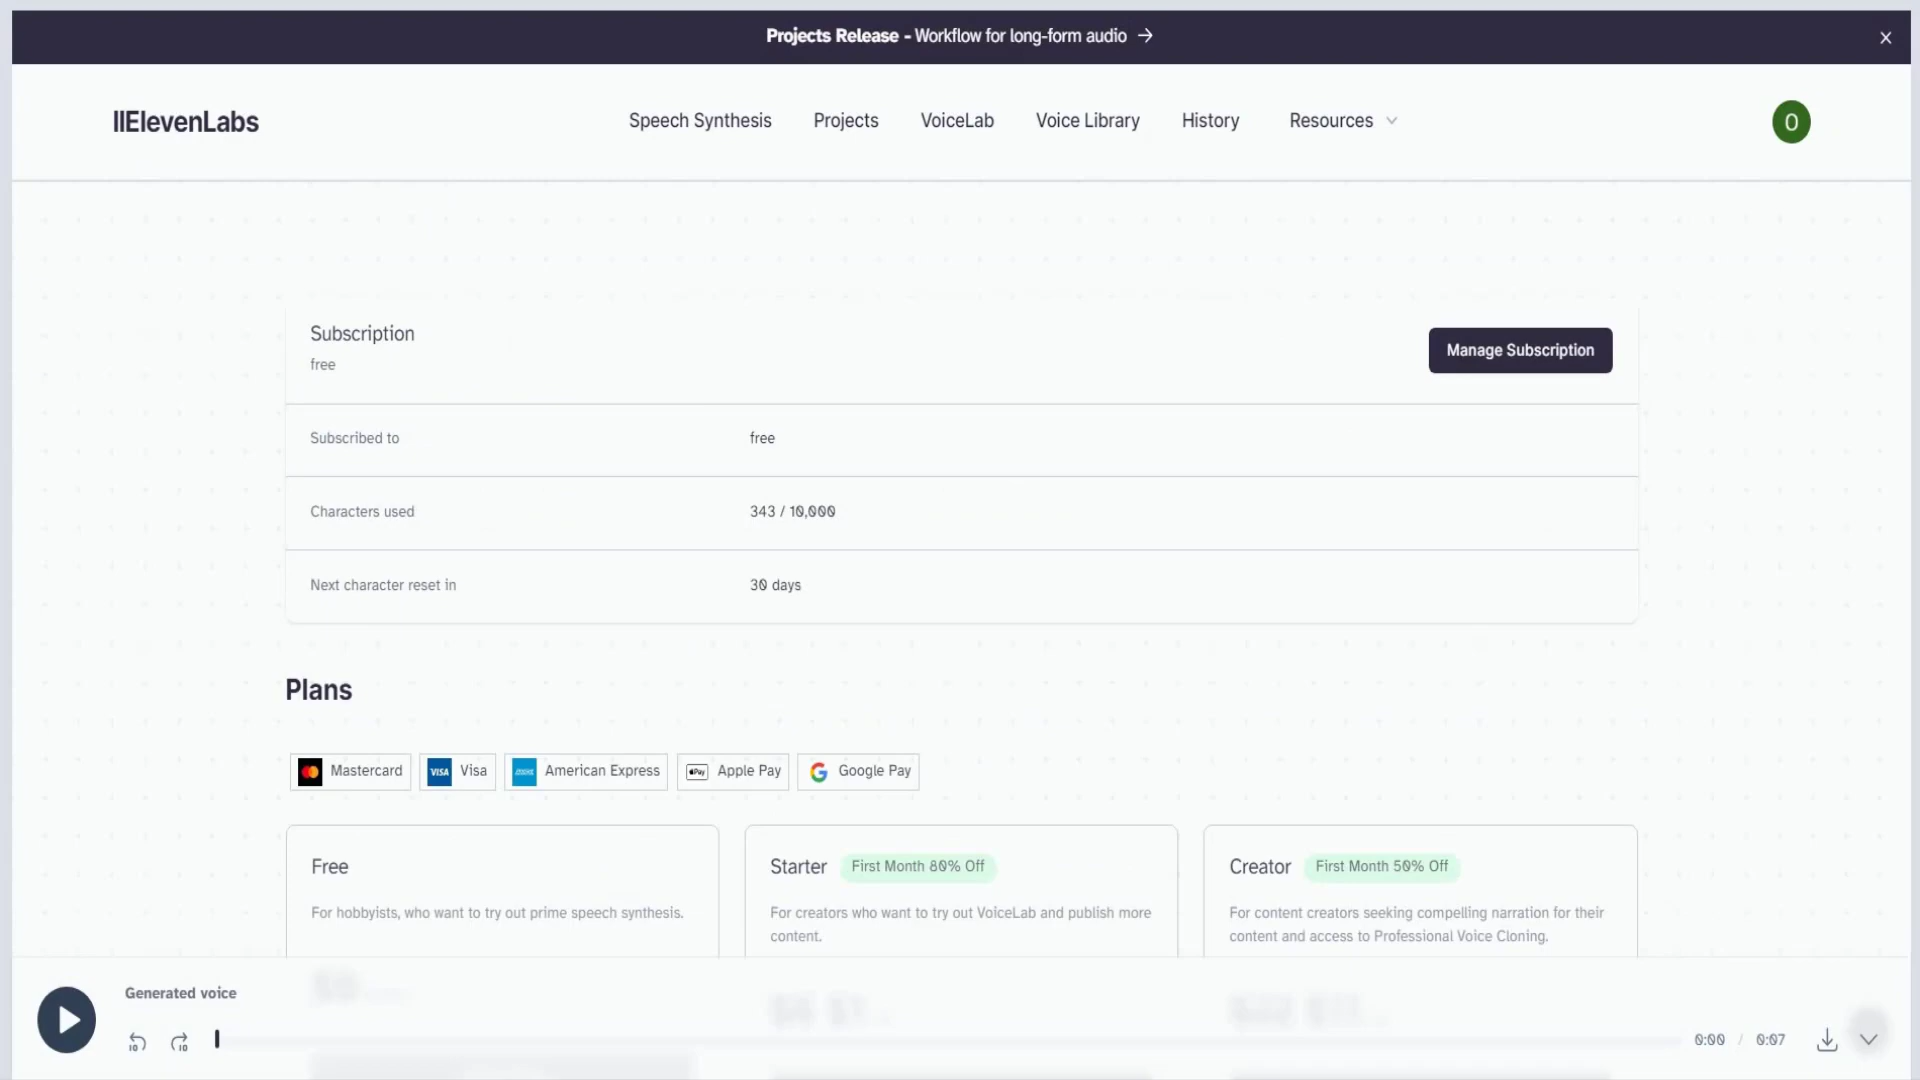 Projects Release - Workflow for long-form audio →
IIElevenLabs
Speech Synthesis
Projects
VoiceLab
Voice Library
History
Resources
O
Subscription
free
Manage Subscription
Subscribed to
free
Characters used
343 / 10,000
Next character reset in
30 days
Plans
Mastercard
VISA Visa
American Express
Pay Apple Pay
Google Pay
Free
For hobbyists, who want to try out prime speech synthesis.
Starter First Month 80% Off
For creators who want to try out VoiceLab and publish more
content.
Creator First Month 50% Off
For content creators seeking compelling narration for their
content and access to Professional Voice Cloning.
Generated voice
10
10
0:00 / 0:07